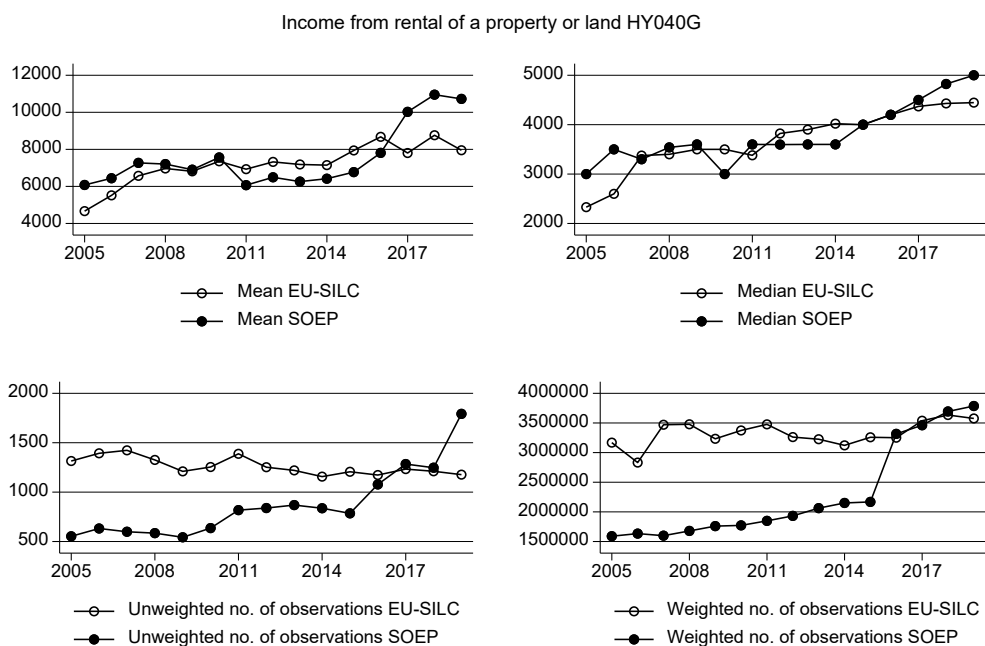 Income from rental of a property or land HY040G
12000
10000
8000
6000
4000
2005 2008 2011 2014 2017
Mean EU-SILC
Mean SOEP
5000
4000
3000
2000
2005 2008 2011 2014 2017
Median EU-SILC
Median SOEP
2000
1500
1000
500
2005 2008 2011 2014 2017
Unweighted no. of observations EU-SILC
Unweighted no. of observations SOEP
4000000
3500000
3000000
2000000
1500000
2005 2008 2011 2014 2017
Weighted no. of observations EU-SILC
Weighted no. of observations SOEP